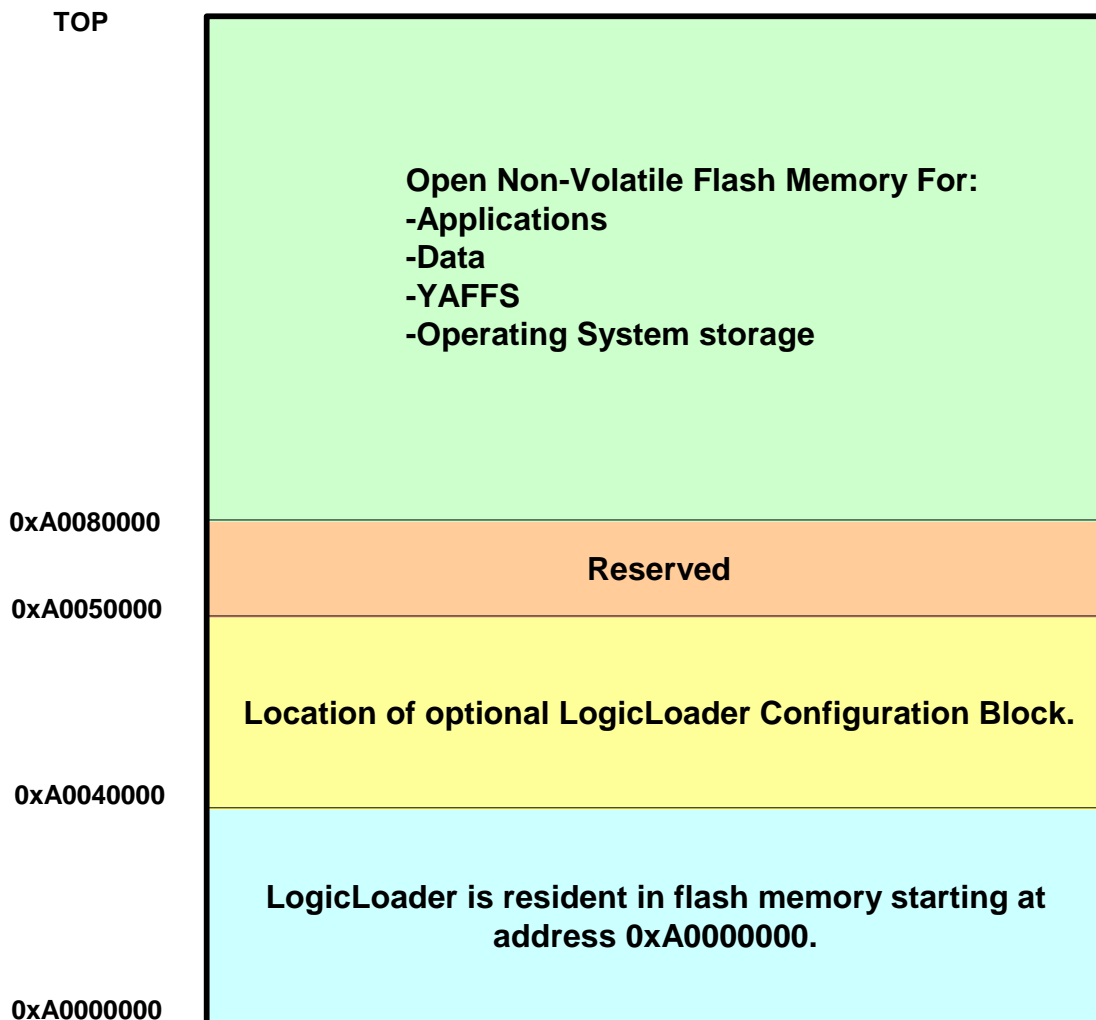 TOP
Open Non-Volatile Flash Memory For:
-Applications
-Data
-YAFFS
-Operating System storage
0xA0080000
Reserved
0xA0050000
Location of optional LogicLoader Configuration Block.
0xA0040000
LogicLoader is resident in flash memory starting at
address 0xA0000000.
0xA0000000